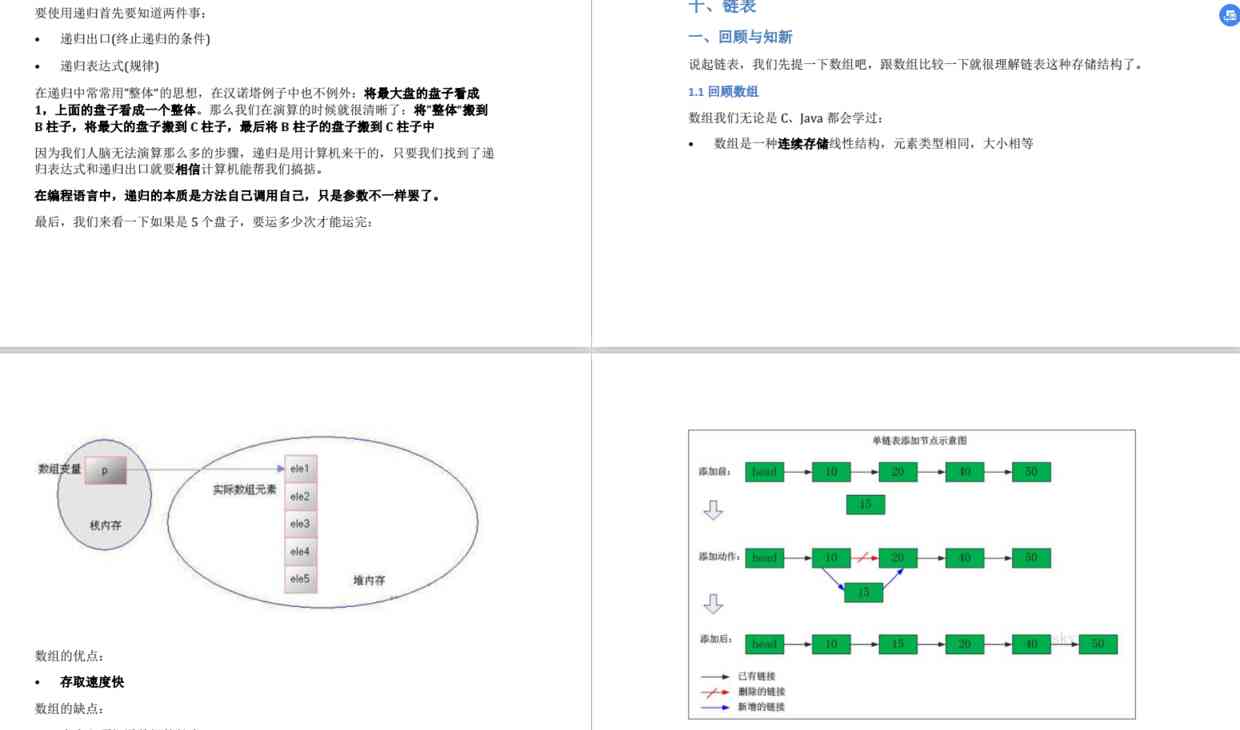 要使用递归首先要知道两件事：
• 递归出口(终止递归的条件)
• 递归表达式(规律)
在递归中常常用"整体"的思想，在汉诺塔例子中也不例外：将最大盘的盘子看成
1，上面的盘子看成一个整体。那么我们在演算的时候就很清晰了：将"整体"搬到
B 柱子，将最大的盘子搬到 C 柱子，最后将 B 柱子的盘子搬到 C 柱子中
因为我们人脑无法演算那么多的步骤，递归是用计算机来干的，只要我们找到了递
归表达式和递归出口就要相信计算机能帮我们搞掂。
在编程语言中，递归的本质是方法自己调用自己，只是参数不一样罢了。
最后，我们来看一下如果是 5 个盘子，要运多少次才能运完：
十、链表
一、回顾与知新
说起链表，我们先提一下数组吧，跟数组比较一下就很理解链表这种存储结构了。
1.1 回顾数组
数组我们无论是 C、Java 都会学过：
• 数组是一种连续存储线性结构，元素类型相同，大小相等
数组变量
p
栈内存
实际数组元素
ele1
ele2
ele3
ele4
ele5
堆内存
数组的优点：
• 存取速度快
数组的缺点：
单链表添加节点示意图
添加前： head 10 20 40 50
15
添加动作： head 10 20 40 50
15
添加后： head 10 15 20 40 50
已有链接
删除的链接
新增的链接